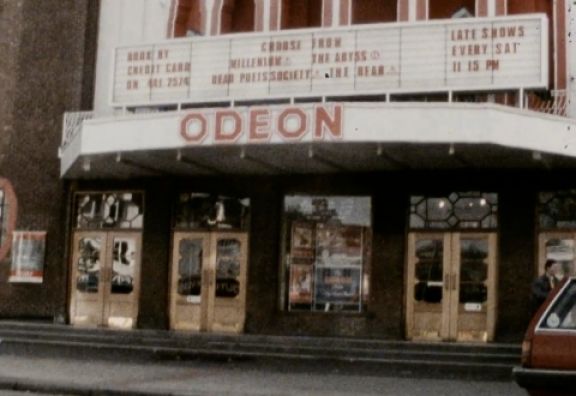 BOOK BY
CREDIT CARD
ON 461 2574
CHOOSE FROM
MILLENIUM THE ABYSS
DEAD POETS SOCIETY THE BEAR
LATE SHOWS
EVERY SAT
11 15 PM
ODEON